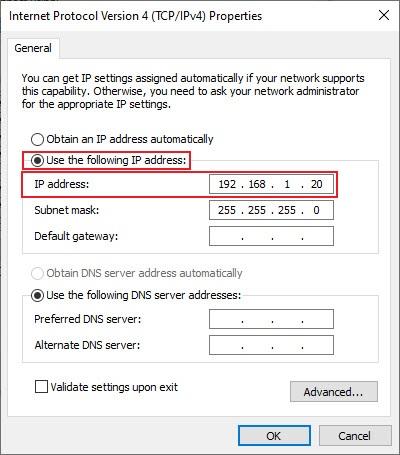 Internet Protocol Version 4 (TCP/IPv4) Properties
General
You can get IP settings assigned automatically if your network supports
this capability. Otherwise, you need to ask your network administrator
for the appropriate IP settings.
Obtain an IP address automatically
Use the following IP address:
IP address: 192 . 168 . 1 . 20
Subnet mask: 255 . 255 . 255 . 0
Default gateway: . . .
Obtain DNS server address automatically
Use the following DNS server addresses:
Preferred DNS server: . . .
Alternate DNS server: . . .
Validate settings upon exit
Advanced...
OK Cancel